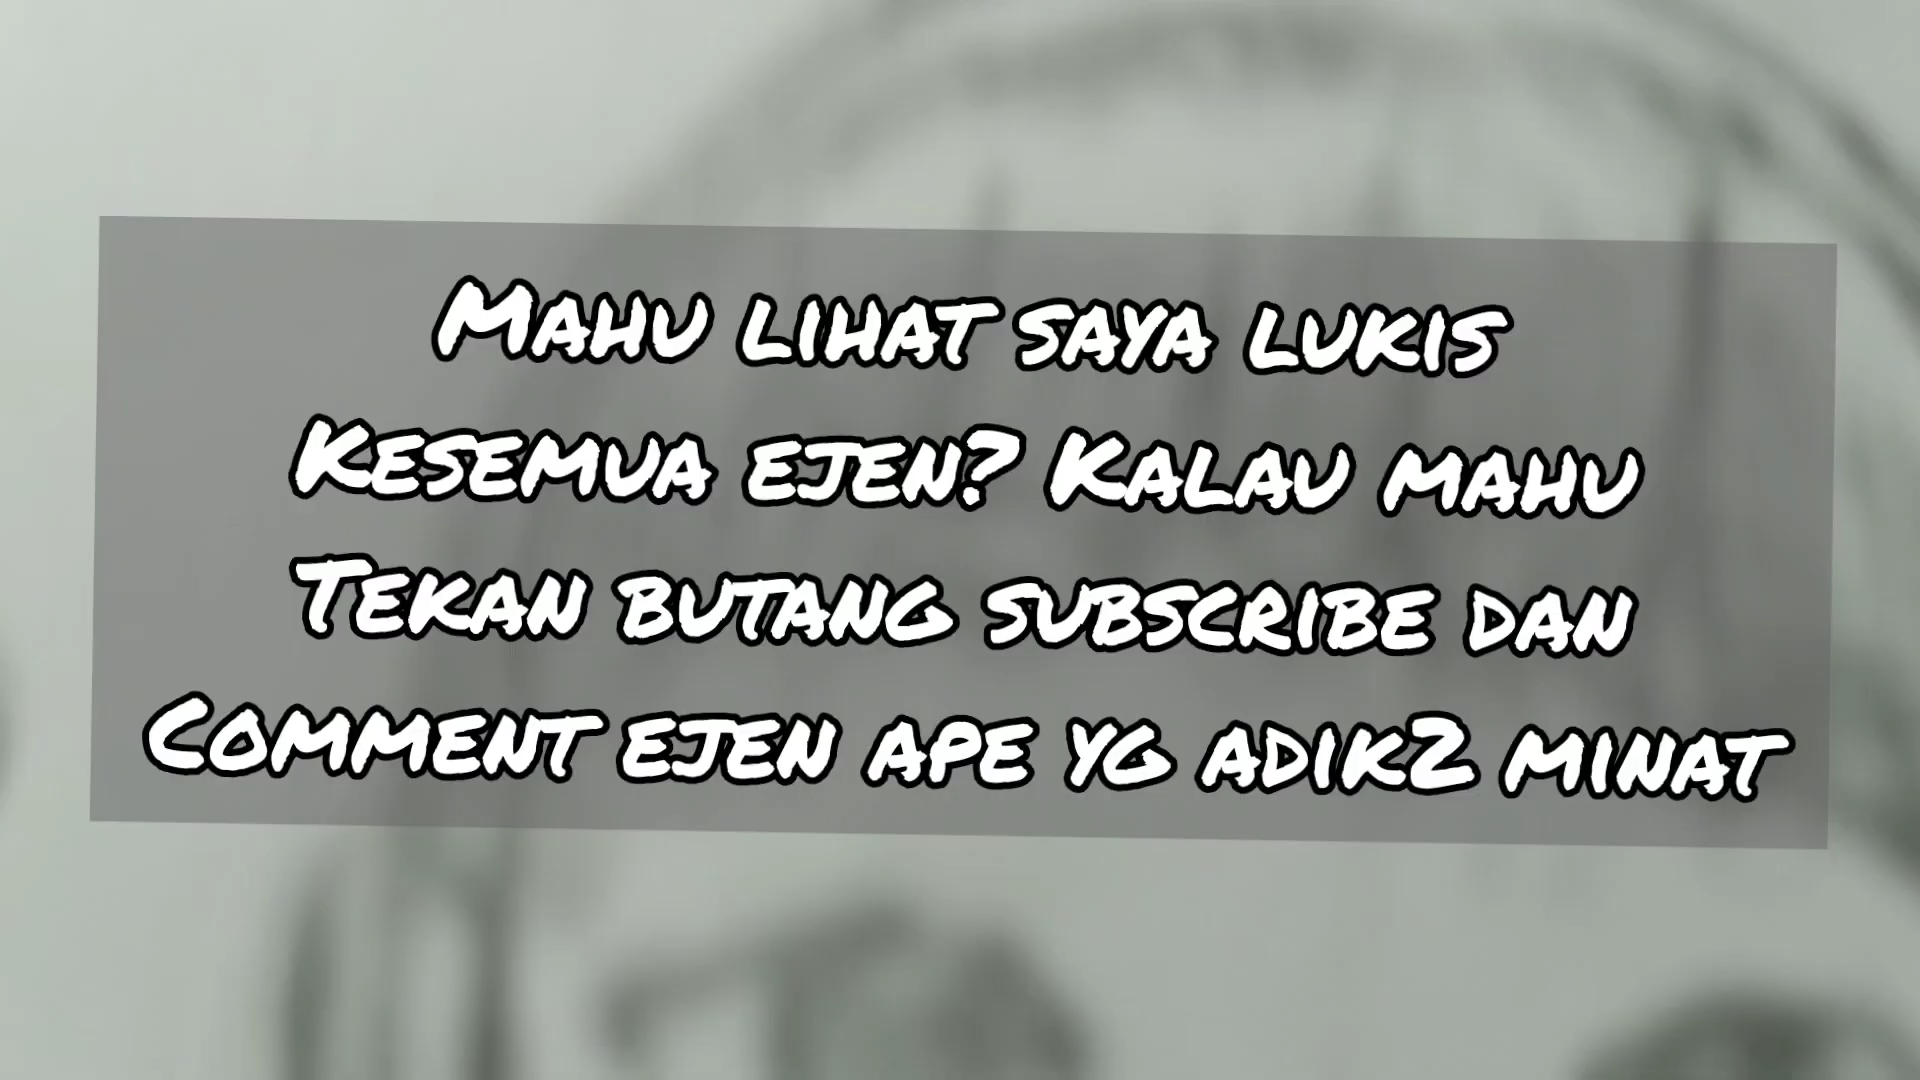 Mahu lihat saya lukis
Kesemua ejen? Kalau mahu
Tekan butang subscribe dan
Comment ejen ape yg adik2 minat